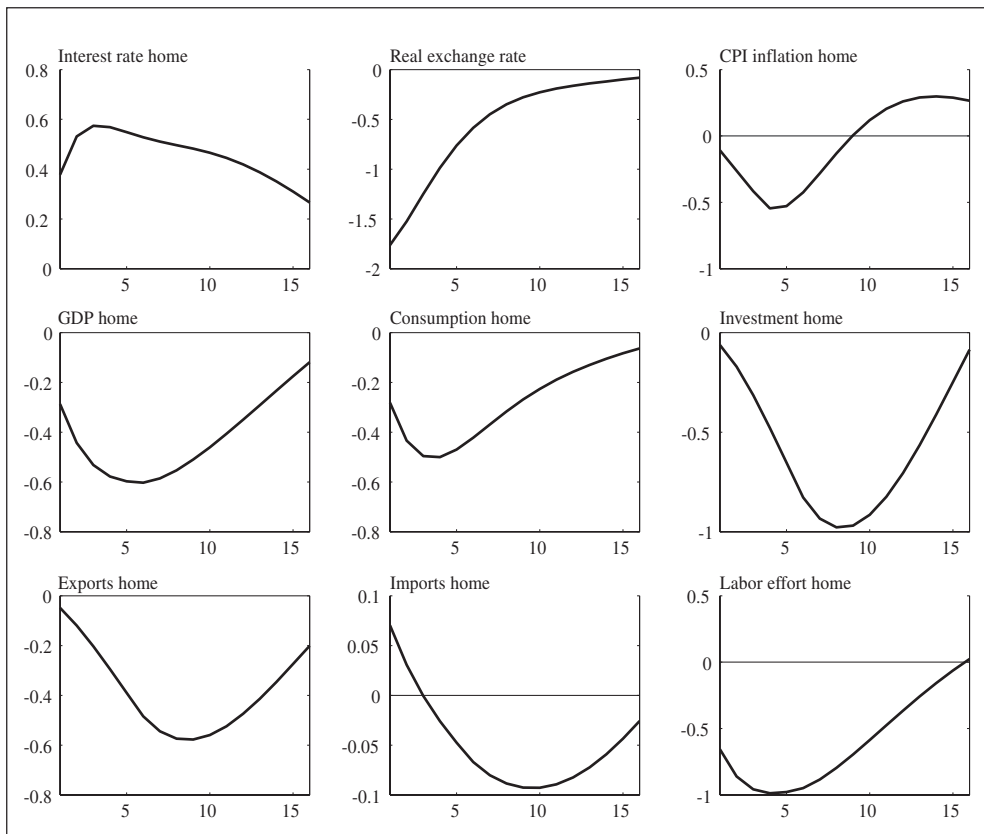 Interest rate home
0.8
0.6
0.4
0.2
0
5 10 15
Real exchange rate
0
-0.5
-1
-1.5
-2
5 10 15
CPI inflation home
0.5
0
-0.5
-1
5 10 15
GDP home
0
-0.2
-0.4
-0.6
-0.8
5 10 15
Consumption home
0
-0.2
-0.4
-0.6
-0.8
5 10 15
Investment home
0
-0.5
-1
5 10 15
Exports home
0
-0.2
-0.4
-0.6
-0.8
5 10 15
Imports home
0.1
0.05
0
-0.05
-0.1
5 10 15
Labor effort home
0.5
0
-0.5
-1
5 10 15